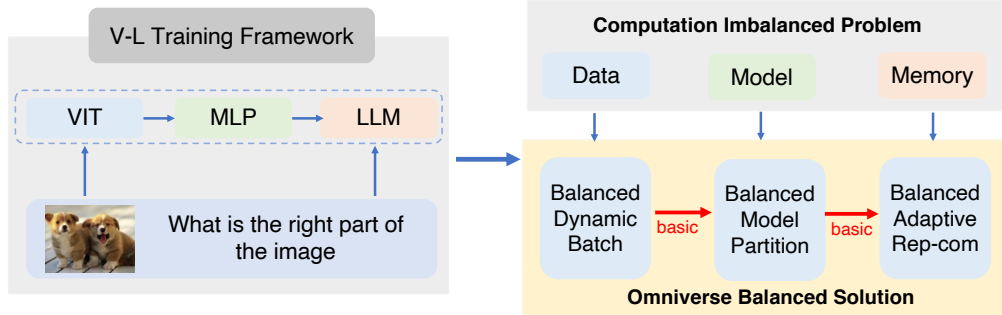 V-L Training Framework
VIT
MLP
LLM
What is the right part of
the image
Computation Imbalanced Problem
Data
Model
Memory
Balanced
Dynamic
Batch
basic
Balanced
Model
Partition
basic
Balanced
Adaptive
Rep-com
Omniverse Balanced Solution